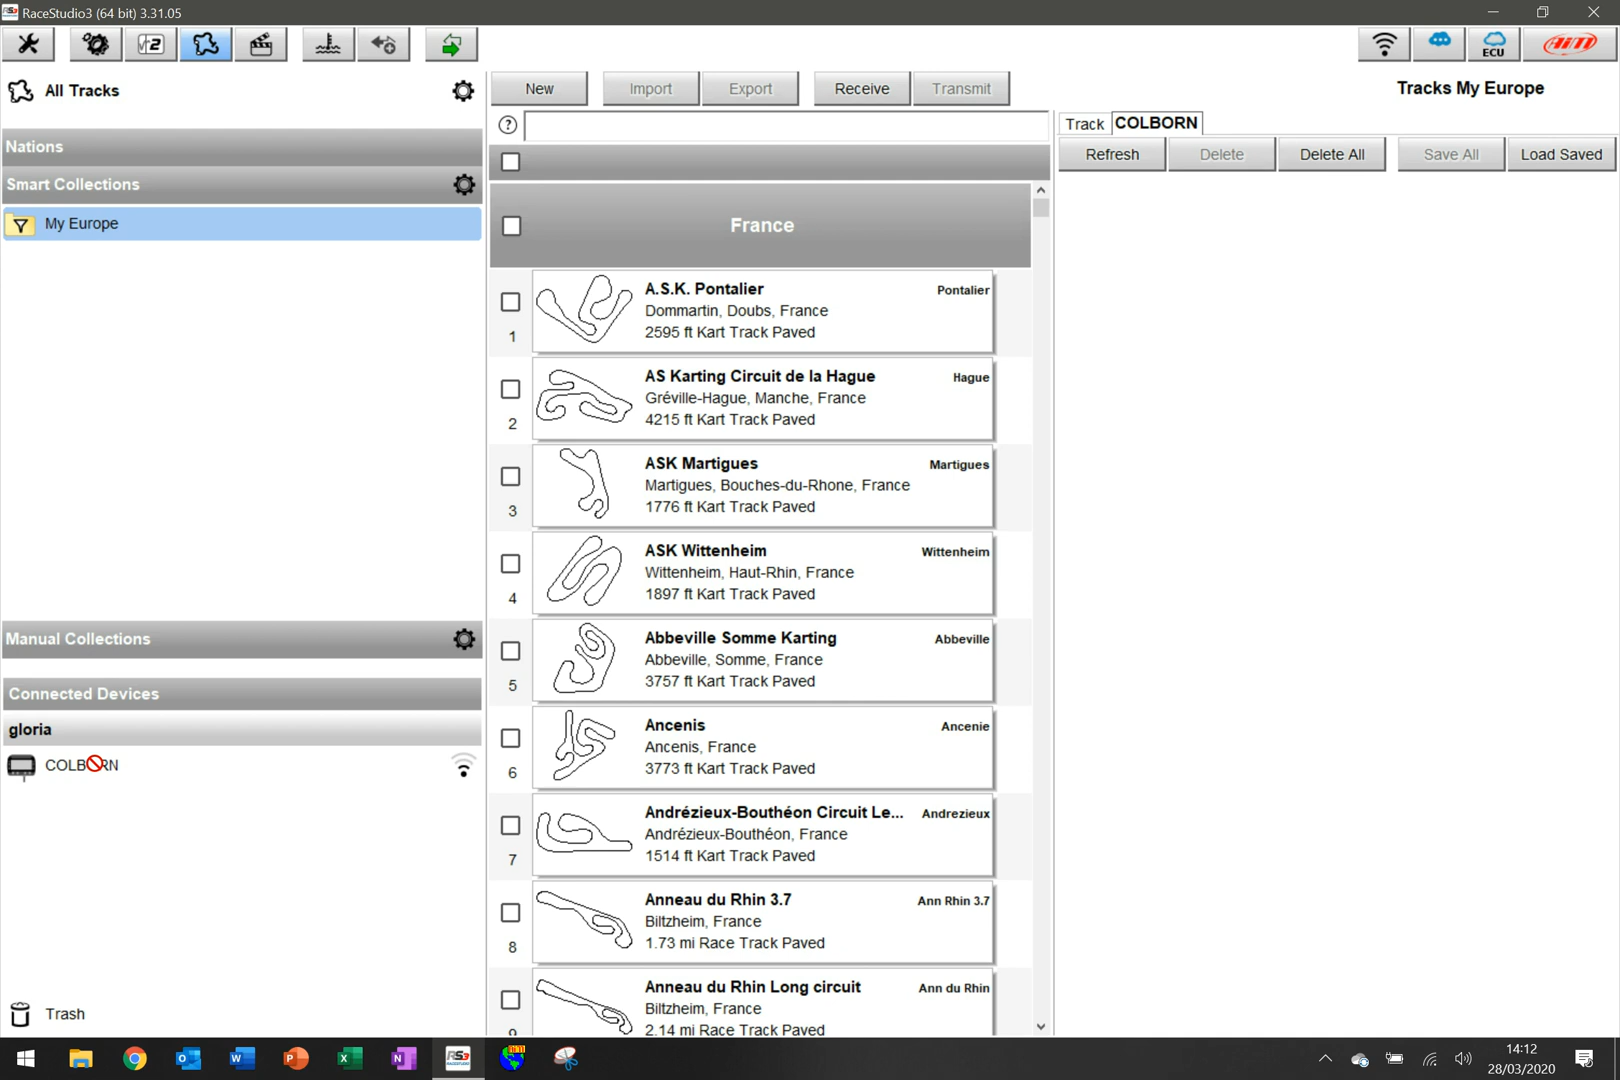 RaceStudio3 (64 bit) 3.31.05
ECU
AiM
All Tracks
New
Import
Export
Receive
Transmit
Tracks My Europe
?
Track
COLBORN
Refresh
Delete
Delete All
Save All
Load Saved
Nations
Smart Collections
My Europe
France
A.S.K. Pontalier
Pontalier
Dommartin, Doubs, France
2595 ft Kart Track Paved
1
AS Karting Circuit de la Hague
Hague
Gréville-Hague, Manche, France
4215 ft Kart Track Paved
2
ASK Martigues
Martigues
Martigues, Bouches-du-Rhone, France
1776 ft Kart Track Paved
3
ASK Wittenheim
Wittenheim
Wittenheim, Haut-Rhin, France
1897 ft Kart Track Paved
4
Abbeville Somme Karting
Abbeville
Abbeville, Somme, France
3757 ft Kart Track Paved
5
Ancenis
Ancenie
Ancenis, France
3773 ft Kart Track Paved
6
Andrézieux-Bouthéon Circuit Le...
Andrezieux
Andrézieux-Bouthéon, France
1514 ft Kart Track Paved
7
Anneau du Rhin 3.7
Ann Rhin 3.7
Biltzheim, France
1.73 mi Race Track Paved
8
Anneau du Rhin Long circuit
Ann du Rhin
Biltzheim, France
2.14 mi Race Track Paved
9
Manual Collections
Connected Devices
gloria
COLBORN
Trash
RS3
14:12
28/03/2020